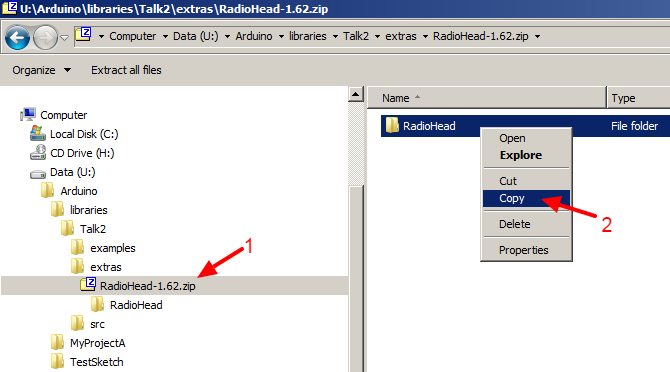 U:\Arduino\libraries\Talk2\extras\RadioHead-1.62.zip
Computer Data (U:) Arduino libraries Talk2 extras RadioHead-1.62.zip
Organize Extract all files
Computer
Local Disk (C:)
CD Drive (H:)
Data (U:)
Arduino
libraries
Talk2
examples
extras
RadioHead-1.62.zip
RadioHead
src
MyProjectA
TestSketch
1
Name Type
RadioHead File folder
Open
Explore
Cut
Copy
Delete
Properties
2